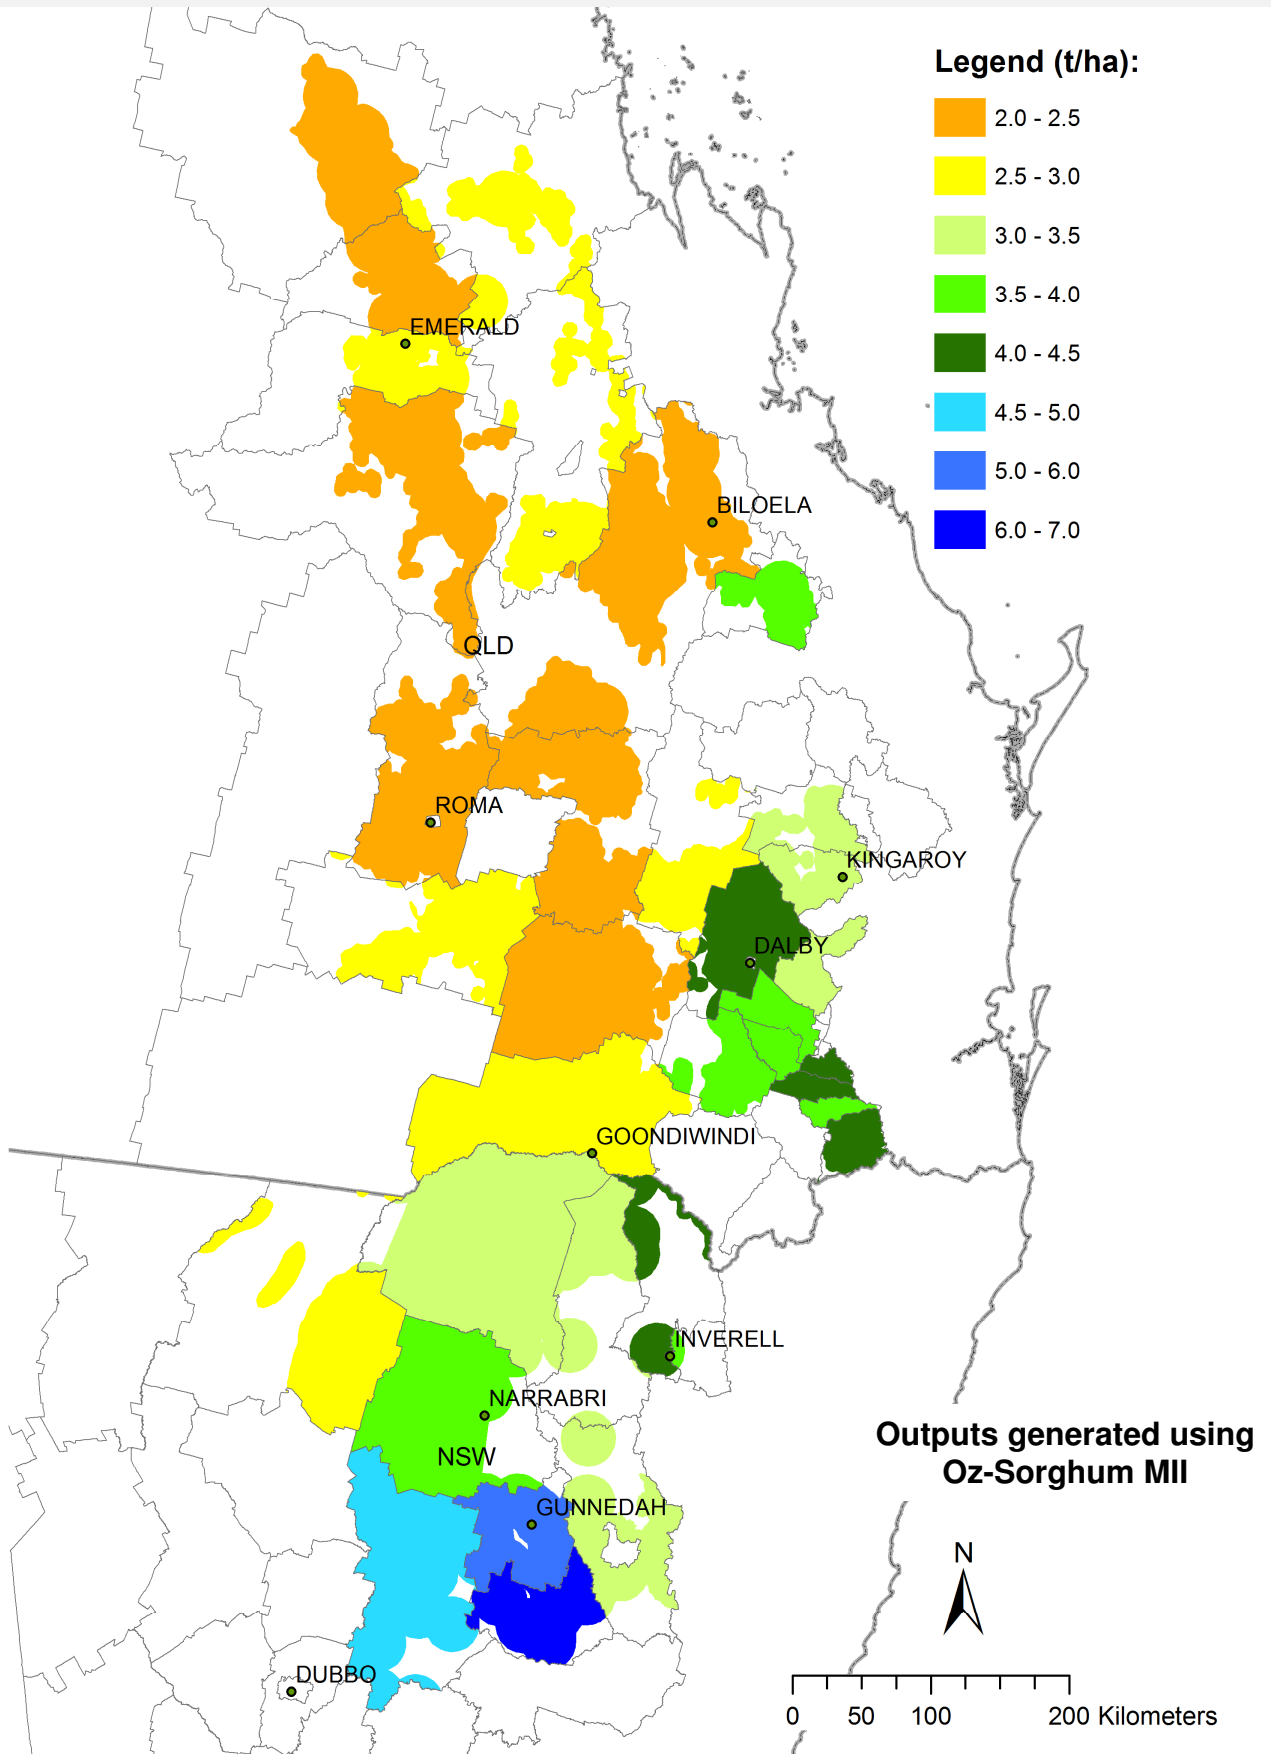 Legend (t/ha):
2.0 - 2.5
2.5 - 3.0
3.0 - 3.5
3.5 - 4.0
4.0 - 4.5
4.5 - 5.0
5.0 - 6.0
6.0 - 7.0
EMERALD
BILOELA
QLD
ROMA
KINGAROY
DALBY
GOONDIWINDI
INVERELL
NARRABRI
NSW
GUNNEDAH
DUBBO
Outputs generated using
Oz-Sorghum MII
N
0 50 100 200 Kilometers